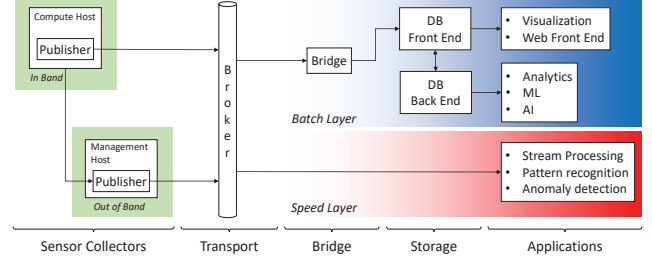 Compute Host
Publisher
In Band
Management
Host
Publisher
Out of Band
Broker
Bridge
DB
Front End
DB
Back End
• Visualization
• Web Front End
• Analytics
• ML
• AI
Batch Layer
• Stream Processing
• Pattern recognition
• Anomaly detection
Speed Layer
Sensor Collectors
Transport
Bridge
Storage
Applications